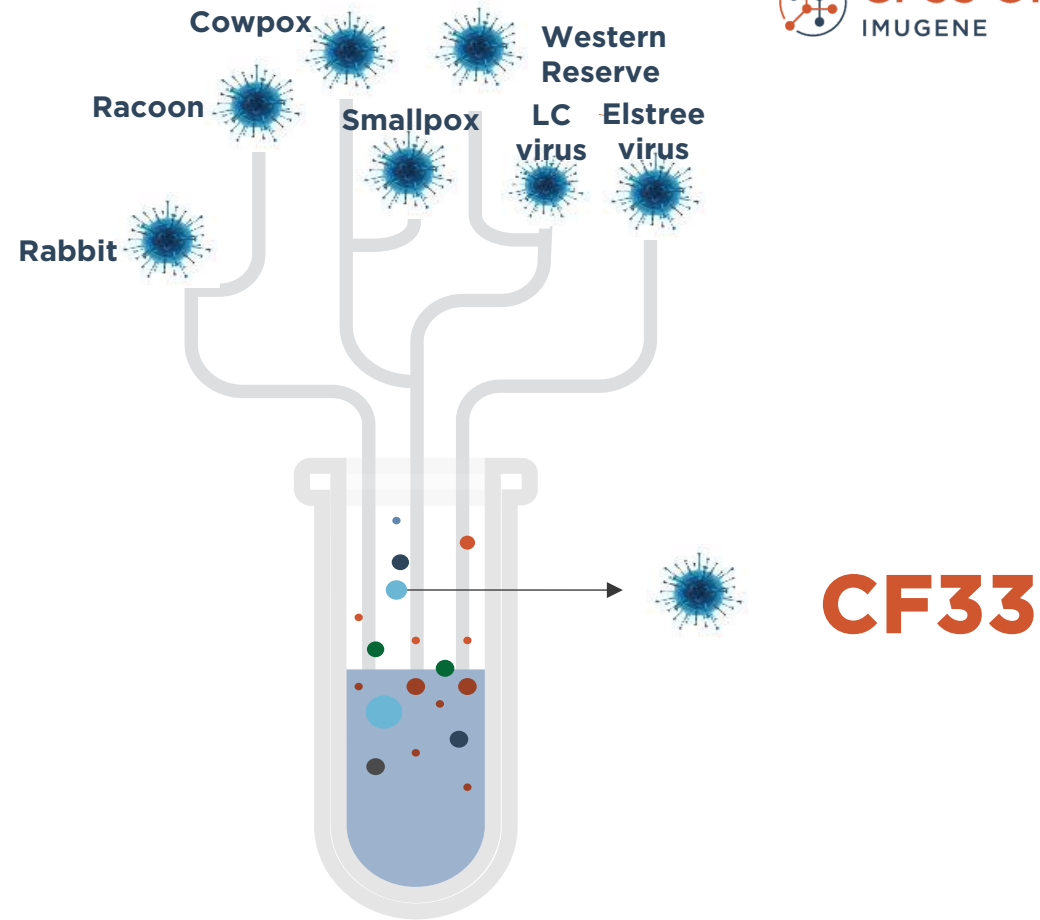 Cowpox
Western
Reserve
IMUGENE
Racoon
Smallpox
LC
virus
Elstree
virus
Rabbit
CF33